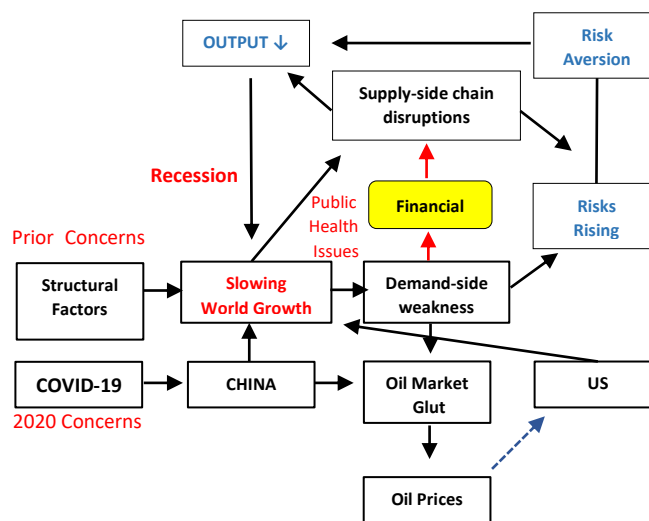 OUTPUT ↓
Risk
Aversion
Supply-side chain
disruptions
Recession
Public
Health
Issues
Financial
Risks
Rising
Prior Concerns
Structural
Factors
Slowing
World Growth
Demand-side
weakness
COVID-19
CHINA
Oil Market
Glut
US
2020 Concerns
Oil Prices